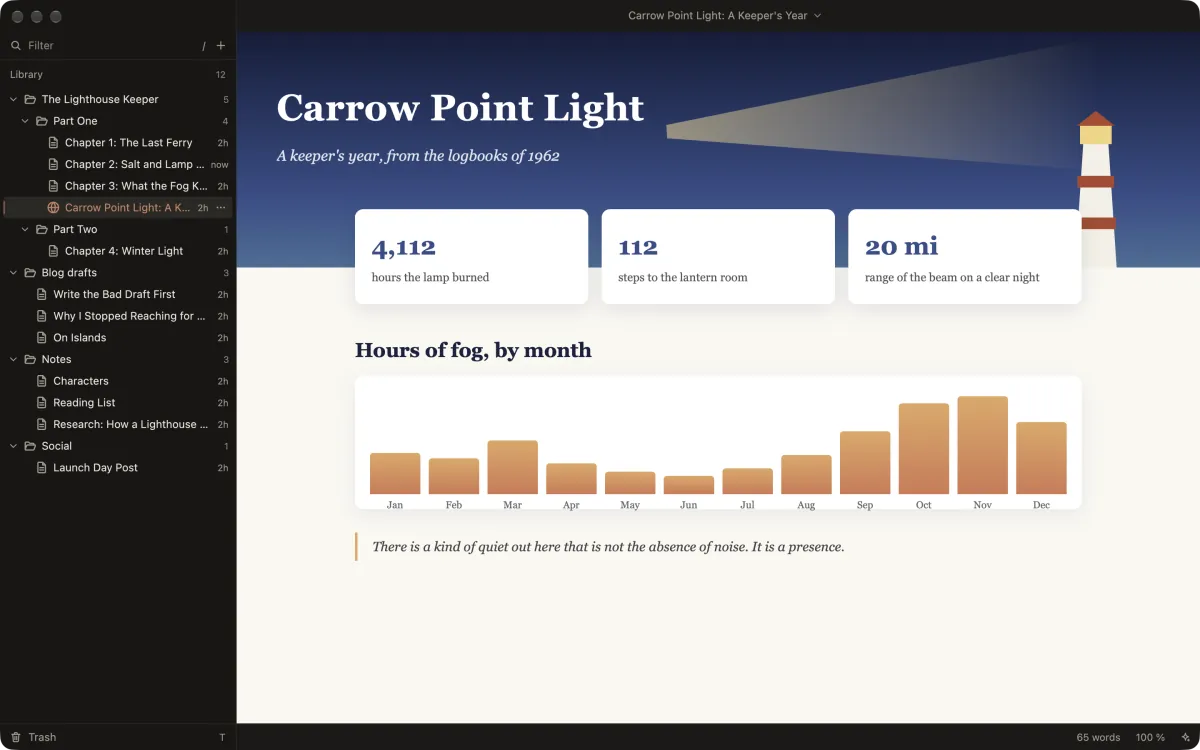 Carrow Point Light: A Keeper's Year
Filter / +
Library 12
The Lighthouse Keeper 5
Part One 4
Chapter 1: The Last Ferry 2h
Chapter 2: Salt and Lamp ... now
Chapter 3: What the Fog K... 2h
Carrow Point Light: A K... 2h ...
Part Two 1
Chapter 4: Winter Light 2h
Blog drafts 3
Write the Bad Draft First 2h
Why I Stopped Reaching for ... 2h
On Islands 2h
Notes 3
Characters 2h
Reading List 2h
Research: How a Lighthouse ... 2h
Social 1
Launch Day Post 2h
Trash T
Carrow Point Light
A keeper's year, from the logbooks of 1962
4,112
hours the lamp burned
112
steps to the lantern room
20 mi
range of the beam on a clear night
Hours of fog, by month
Jan Feb Mar Apr May Jun Jul Aug Sep Oct Nov Dec
There is a kind of quiet out here that is not the absence of noise. It is a presence.
65 words 100 %